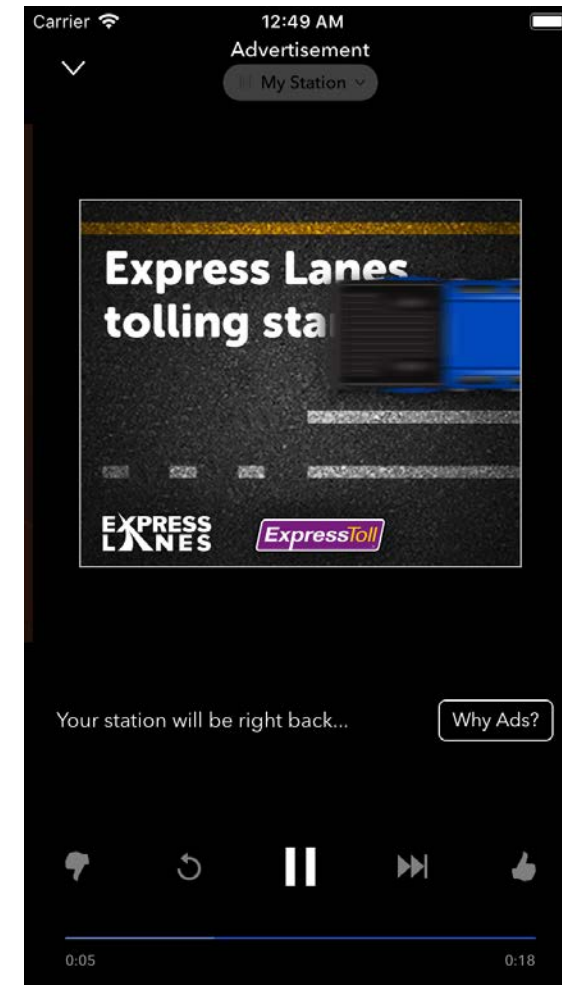 Carrier
12:49 AM
Advertisement
My Station
Express Lanes
tolling sta
EXPRESS
LANES
ExpressToll
Your station will be right back...
Why Ads?
0:05
0:18